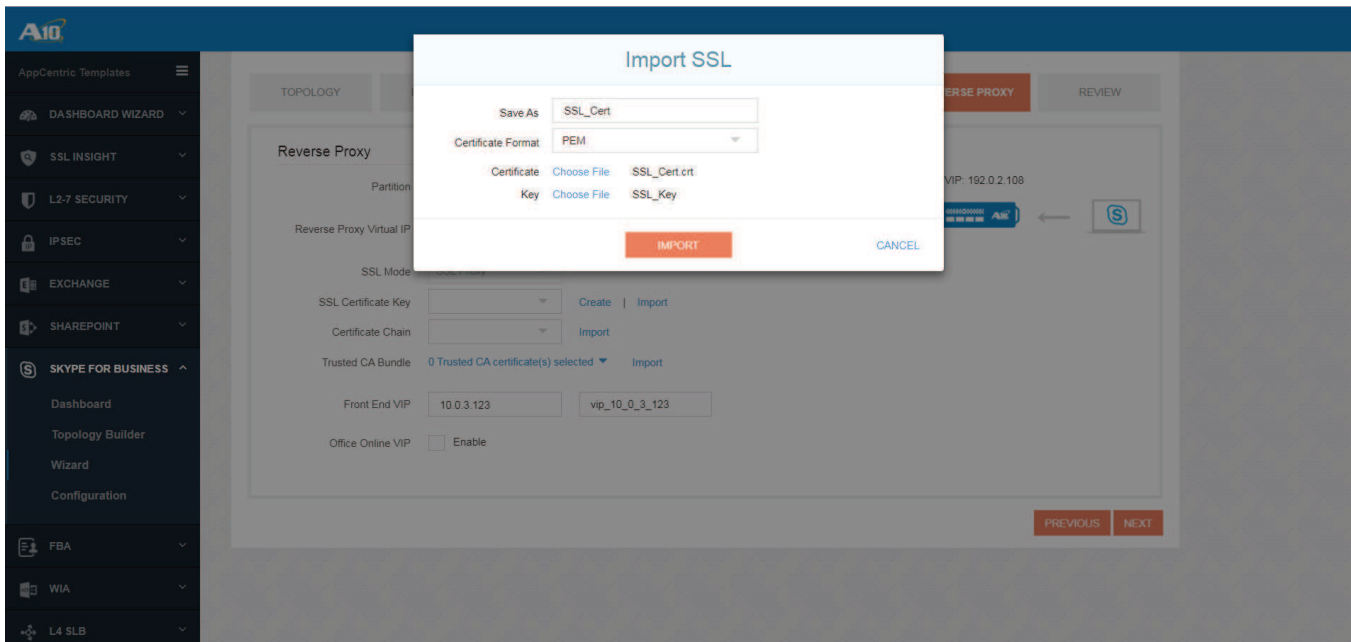 A10
AppCentric Templates
DASHBOARD WIZARD
SSL INSIGHT
L2-7 SECURITY
IPSEC
EXCHANGE
SHAREPOINT
SKYPE FOR BUSINESS
Dashboard
Topology Builder
Wizard
Configuration
FBA
WIA
L4 SLB
Import SSL
Save As SSL_Cert
Certificate Format PEM
Certificate Choose File SSL_Cert.crt
Key Choose File SSL_Key
IMPORT CANCEL
TOPOLOGY ERSE PROXY REVIEW
Reverse Proxy
Partition
VIP: 192.0.2.108
A10
Reverse Proxy Virtual IP
SSL Mode
SSL Certificate Key Create | Import
Certificate Chain Import
Trusted CA Bundle 0 Trusted CA certificate(s) selected Import
Front End VIP 10.0.3.123 vip_10_0_3_123
Office Online VIP Enable
PREVIOUS NEXT